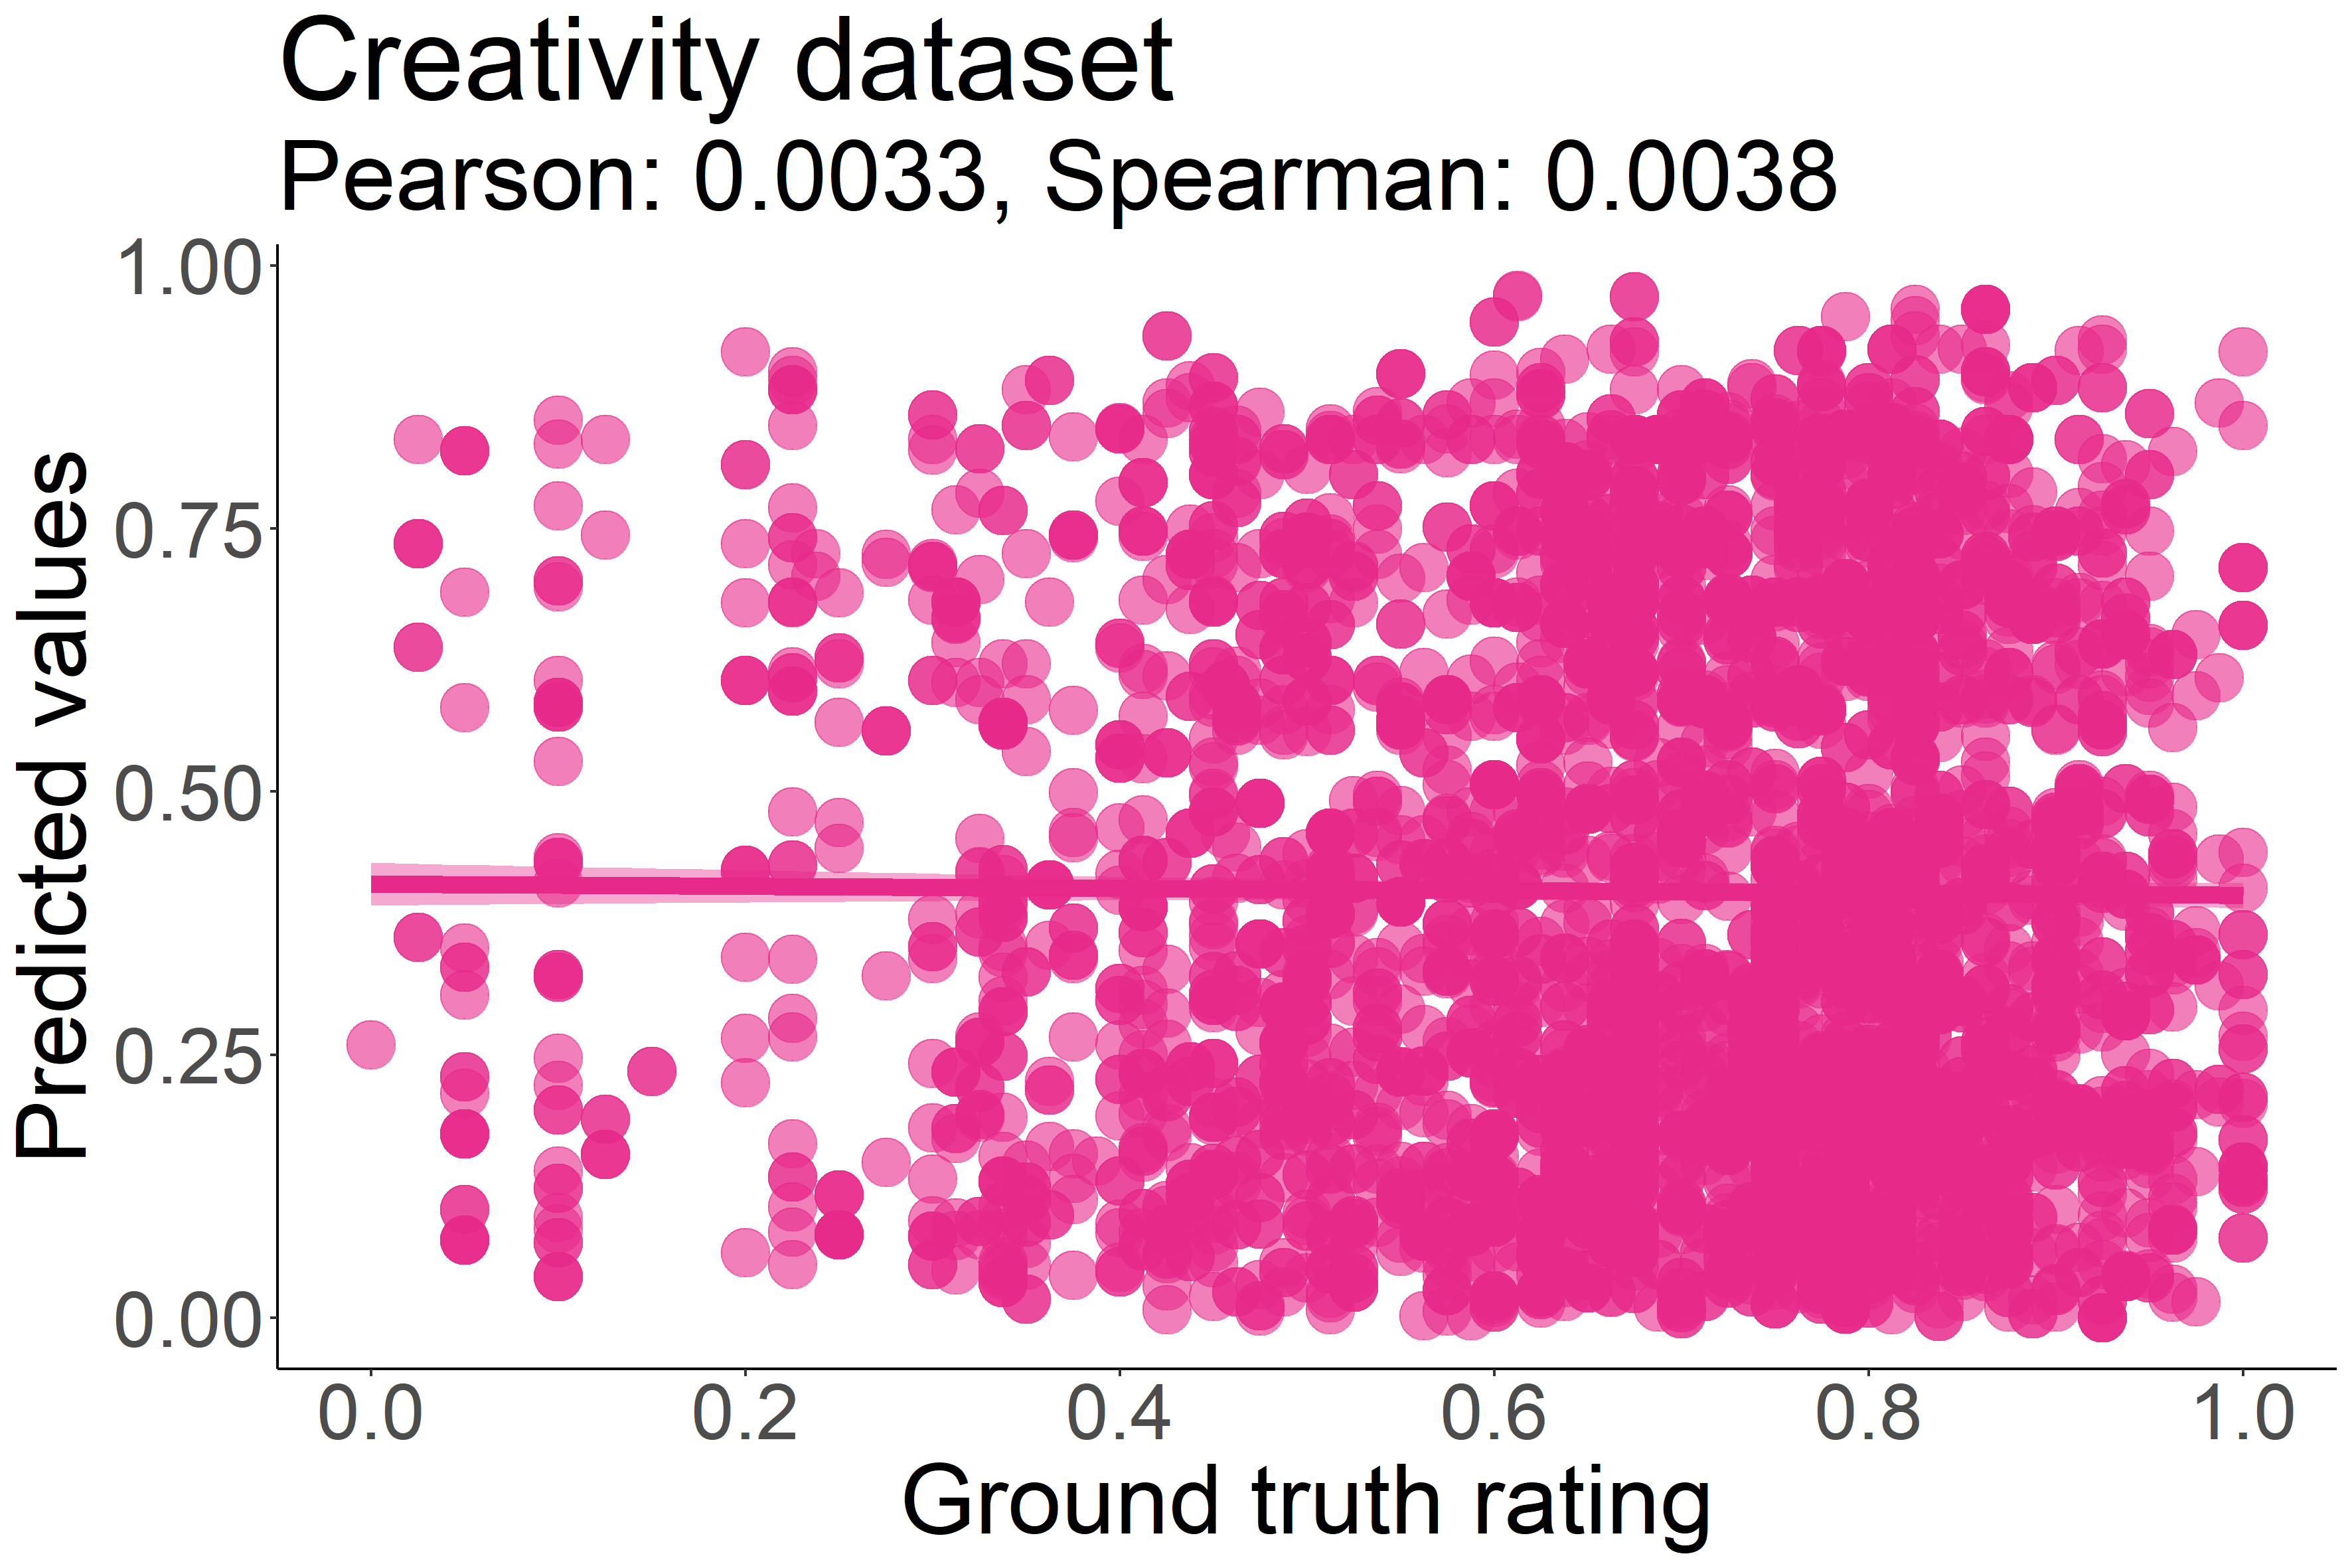 Creativity dataset
Pearson: 0.0033, Spearman: 0.0038
Predicted values
1.00
0.75
0.50
0.25
0.00
0.0 0.2 0.4 0.6 0.8 1.0
Ground truth rating